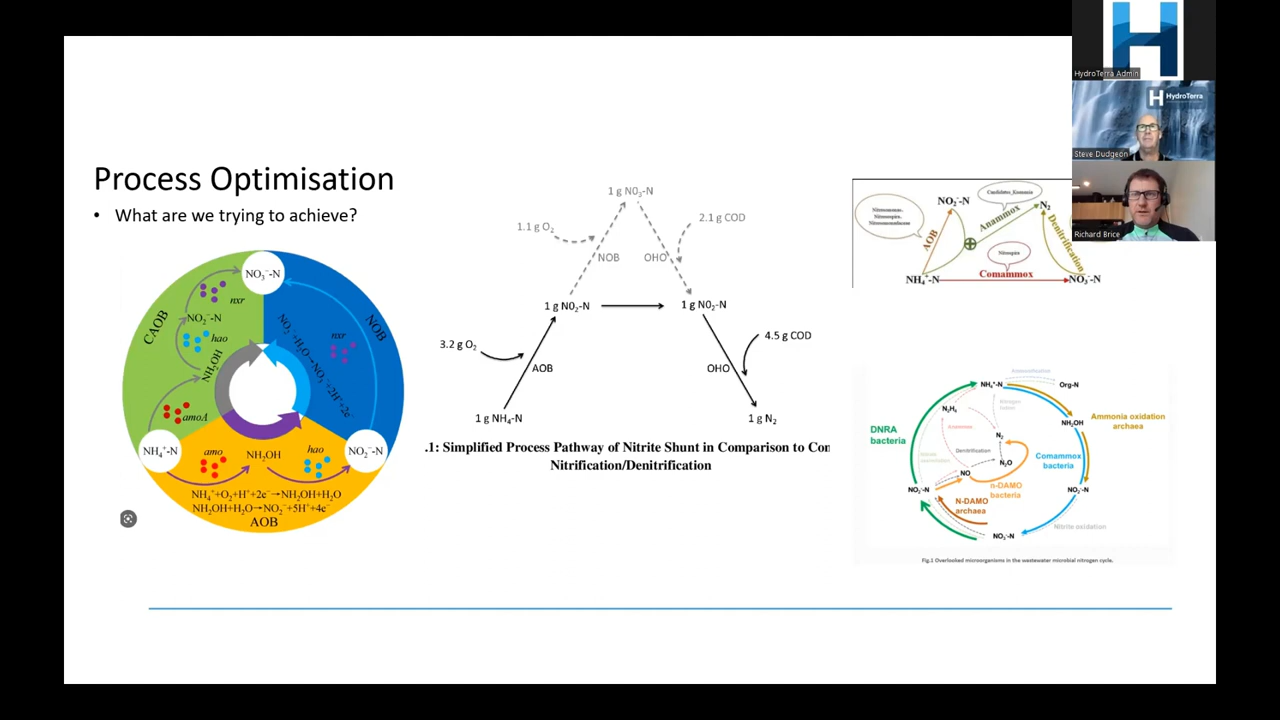 HydroTerra Admin
HydroTerra
Steve Dudgeon
Richard Brice
Process Optimisation
• What are we trying to achieve?
NO₃⁻-N
nxr
NO₂⁻-N
hao
CAOB
NH₂OH
amoA
NH₄⁺-N
NOB
nxr
NO₂⁻+H₂O→NO₃⁻+2H⁺+2e⁻
NO₂⁻-N
amo
NH₂OH
hao
NH₄⁺+O₂+H⁺+2e⁻→NH₂OH+H₂O
NH₂OH+H₂O→NO₂⁻+5H⁺+4e⁻
AOB
1 g N0₂-N
1.1 g O₂
2.1 g COD
NOB
OHO
1 g N0₂-N
1 g N0₂-N
3.2 g O₂
4.5 g COD
AOB
OHO
1 g NH₄-N
1 g N₂
.1: Simplified Process Pathway of Nitrite Shunt in Comparison to Con
Nitrification/Denitrification
Nitrosomonas,
Nitrosospira,
NO₂⁻-N
Candidatus_Kuenenia
N₂
AOB
Anammox
Denitrification
Nitrospira
NH₄⁺-N
Comammox
NO₃⁻-N
Ammonification
NH₄⁺-N
Org-N
Nitrogen
fixation
N₂H₄
NH₂OH
Ammonia oxidation
archaea
DNRA
bacteria
Anammox
N₂
Denitrification
N₂O
Comammox
bacteria
NO
NO₂⁻-N
n-DAMO
bacteria
NO₂⁻-N
N-DAMO
archaea
Nitrite oxidation
NO₃⁻-N
Fig.1 Overlooked microorganisms in the wastewater microbial nitrogen cycle.